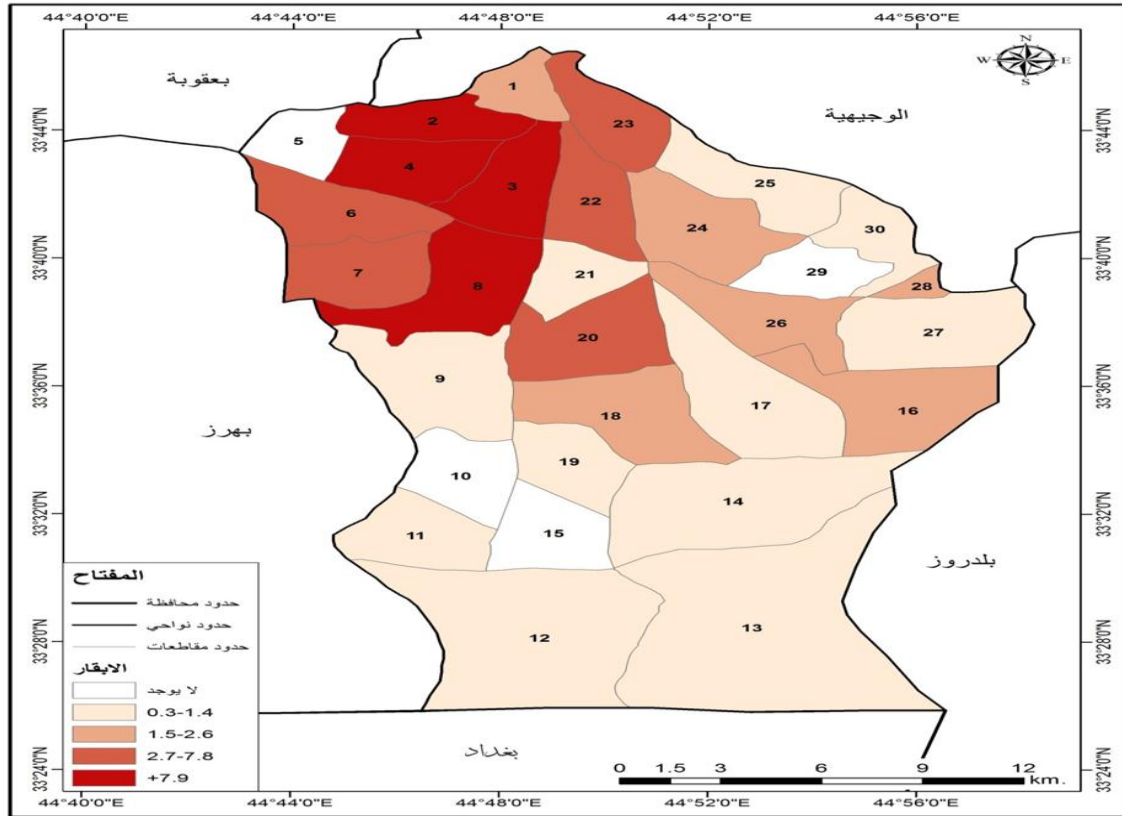 44°40'0"E 44°44'0"E 44°48'0"E 44°52'0"E 44°56'0"E
N
W E
S
بعقوبة
الوجيهية
بهرز
بلدروز
بغداد
33°44'0"N 33°44'0"N
33°40'0"N 33°40'0"N
33°36'0"N 33°36'0"N
33°32'0"N 33°32'0"N
33°28'0"N 33°28'0"N
33°24'0"N 33°24'0"N
1
2
23
5
4
3
25
22
6
24
30
21
29
7
8
28
26
27
20
9
17
18
16
19
10
14
11
15
12
13
المفتاح
حدود محافظة
حدود نواحي
حدود مقاطعات
الابقار
لا يوجد
0.3-1.4
1.5-2.6
2.7-7.8
+7.9
0 1.5 3 6 9 12
km.
44°40'0"E 44°44'0"E 44°48'0"E 44°52'0"E 44°56'0"E